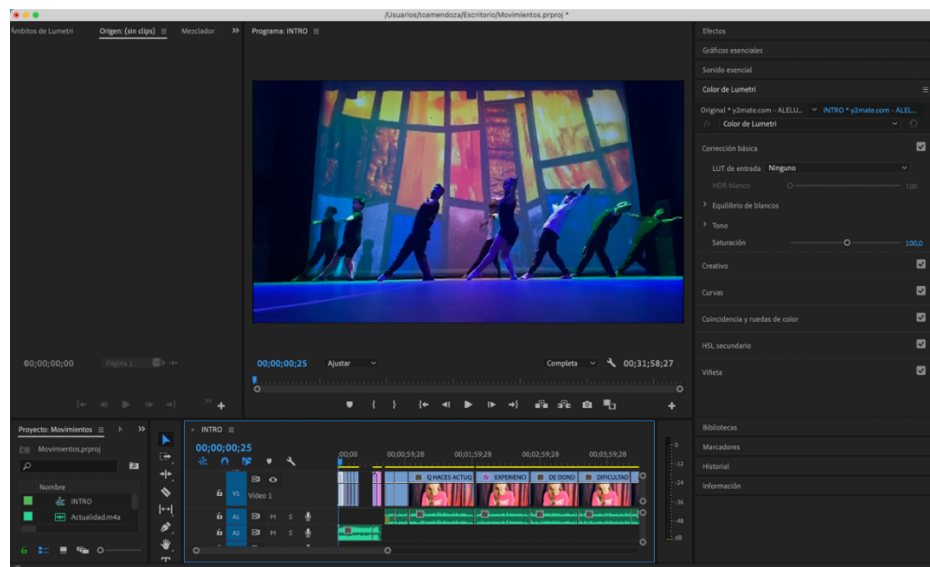 /Usuarios/toamendoza/Escritorio/Movimientos.prproj *
Ámbitos de Lumetri
Origen: (sin clips)
Mezclador
Programa: INTRO
Efectos
Gráficos esenciales
Sonido esencial
Color de Lumetri
Original * y2mate.com - ALELU...
INTRO * y2mate.com - ALEL...
fx Color de Lumetri
Corrección básica
LUT de entrada Ninguno
HDR blanco 100
Equilibrio de blancos
Tono
Saturación 100,0
Creativo
Curvas
Coincidencia y ruedas de color
HSL secundario
Viñeta
00;00;00;00
Página 1
00;00;00;25
Ajustar
Completa
00;31;58;27
Proyecto: Movimientos
Movimientos.prproj
Nombre
INTRO
Actualidad.m4a
INTRO
00;00;00;25
;00;00
00;00;59;28
00;01;59;28
00;02;59;28
00;03;59;28
V1 Vídeo 1
Q HACES ACTUQ
EXPERIENCI
DE DONO
DIFICULTAD
A1 M S
A2 M S
0
-12
-24
-36
-48
dB
Bibliotecas
Marcadores
Historial
Información